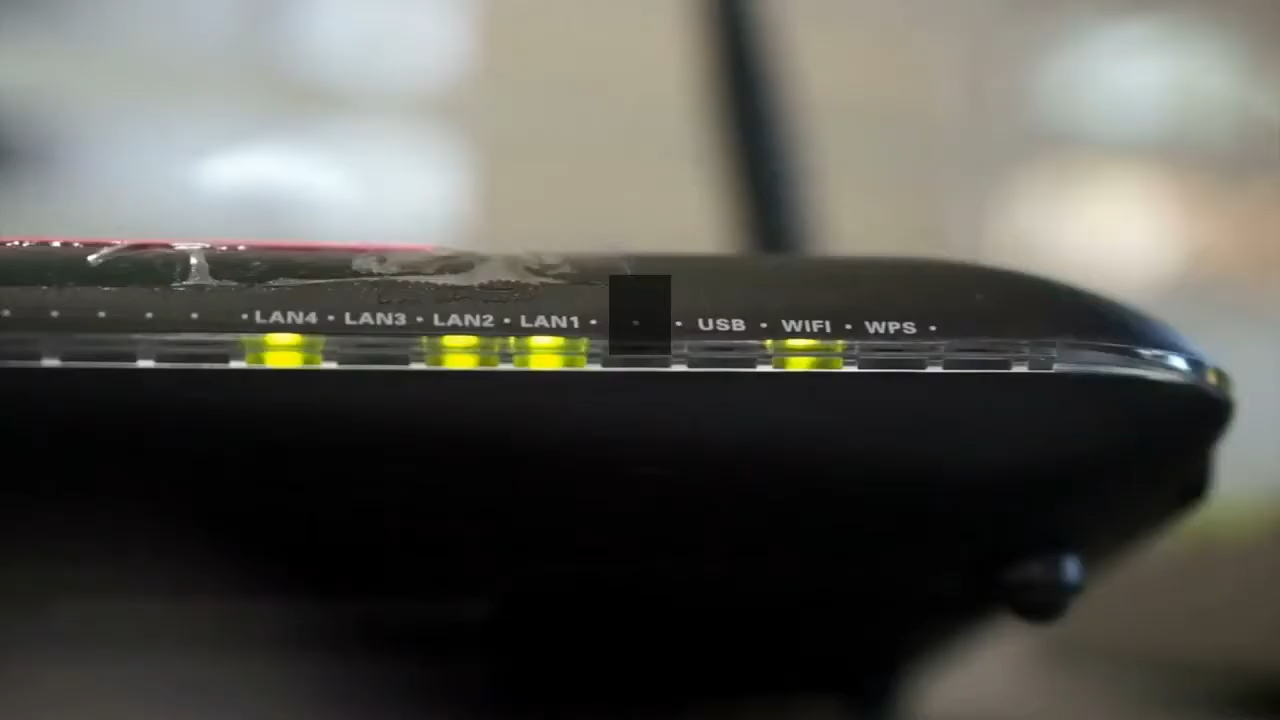 LAN4 • LAN3 • LAN2 • LAN1 • • USB • WIFI • WPS •